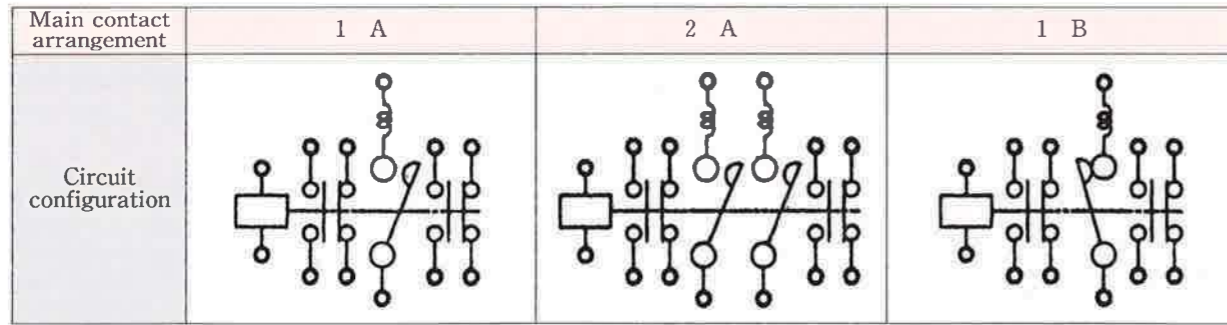 Main contact
arrangement
1 A
2 A
1 B
Circuit
configuration